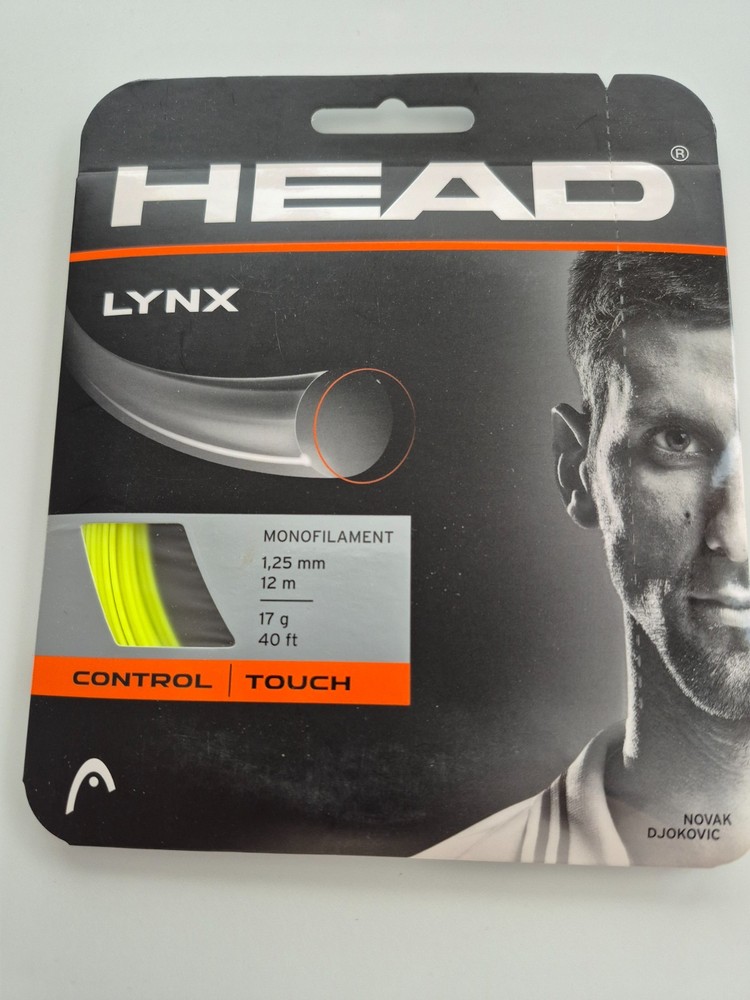 HEAD®
LYNX
MONOFILAMENT
1,25 mm
12 m
17 g
40 ft
CONTROL | TOUCH
NOVAK
DJOKOVIC